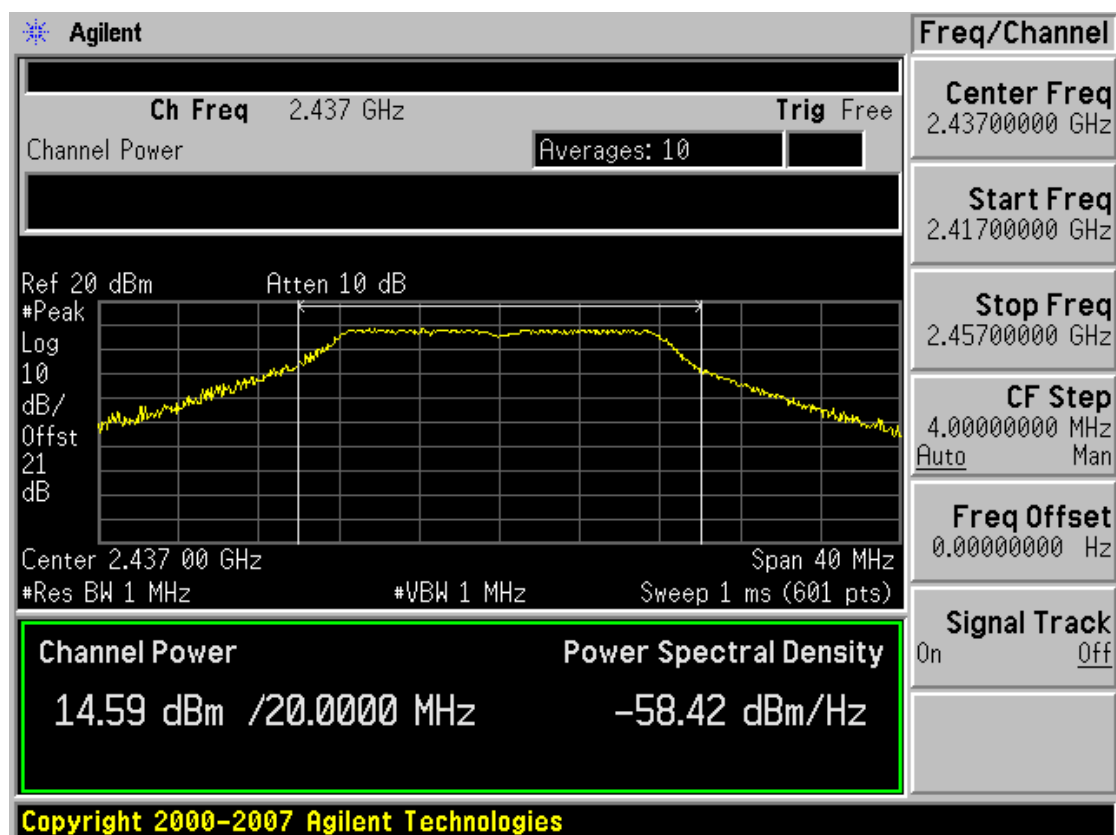 Agilent
Freq/Channel
Ch Freq 2.437 GHz Trig Free
Channel Power Averages: 10
Ref 20 dBm Atten 10 dB
#Peak
Log
10
dB/
Offst
21
dB
Center 2.437 00 GHz Span 40 MHz
#Res BW 1 MHz #VBW 1 MHz Sweep 1 ms (601 pts)
Channel Power Power Spectral Density
14.59 dBm /20.0000 MHz -58.42 dBm/Hz
Center Freq
2.43700000 GHz
Start Freq
2.41700000 GHz
Stop Freq
2.45700000 GHz
CF Step
4.00000000 MHz
Auto Man
Freq Offset
0.00000000 Hz
Signal Track
On Off
Copyright 2000-2007 Agilent Technologies